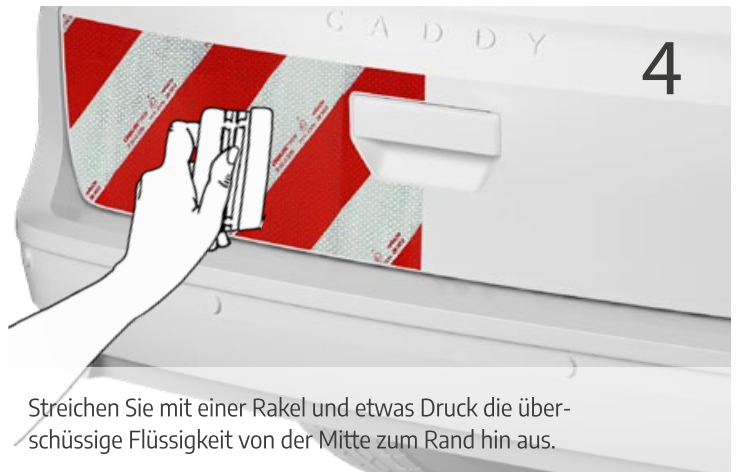 CADDY
4
Streichen Sie mit einer Rakel und etwas Druck die über-
schüssige Flüssigkeit von der Mitte zum Rand hin aus.